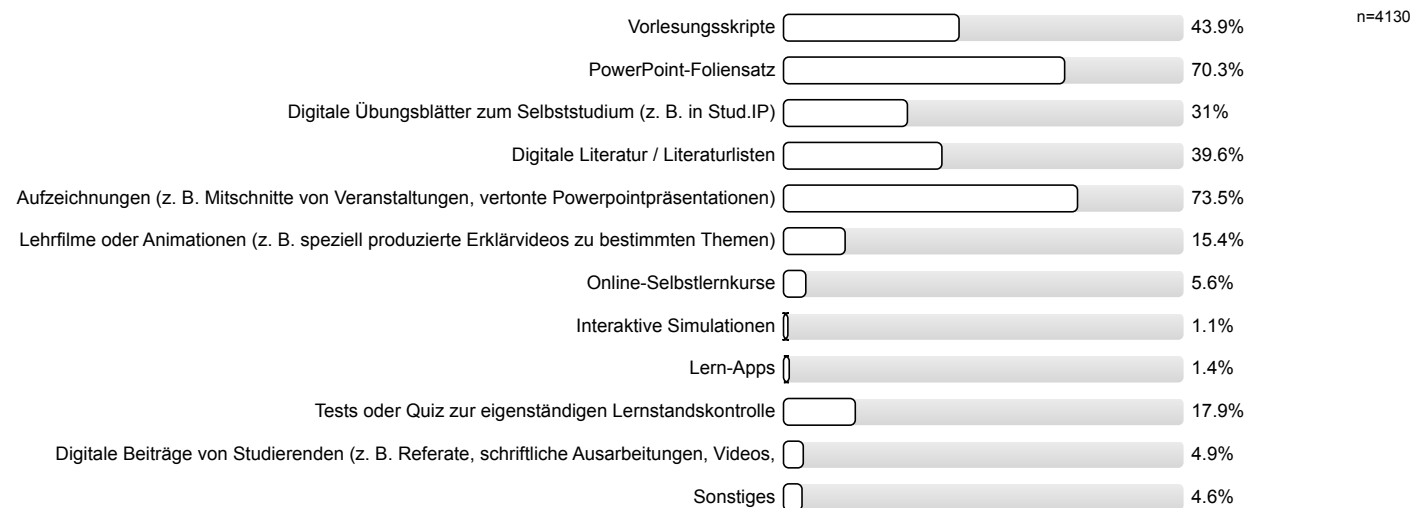 n=4130
Vorlesungsskripte 43.9%
PowerPoint-Foliensatz 70.3%
Digitale Übungsblätter zum Selbststudium (z. B. in Stud.IP) 31%
Digitale Literatur / Literaturlisten 39.6%
Aufzeichnungen (z. B. Mitschnitte von Veranstaltungen, vertonte Powerpointpräsentationen) 73.5%
Lehrfilme oder Animationen (z. B. speziell produzierte Erklärvideos zu bestimmten Themen) 15.4%
Online-Selbstlernkurse 5.6%
Interaktive Simulationen 1.1%
Lern-Apps 1.4%
Tests oder Quiz zur eigenständigen Lernstandskontrolle 17.9%
Digitale Beiträge von Studierenden (z. B. Referate, schriftliche Ausarbeitungen, Videos, 4.9%
Sonstiges 4.6%